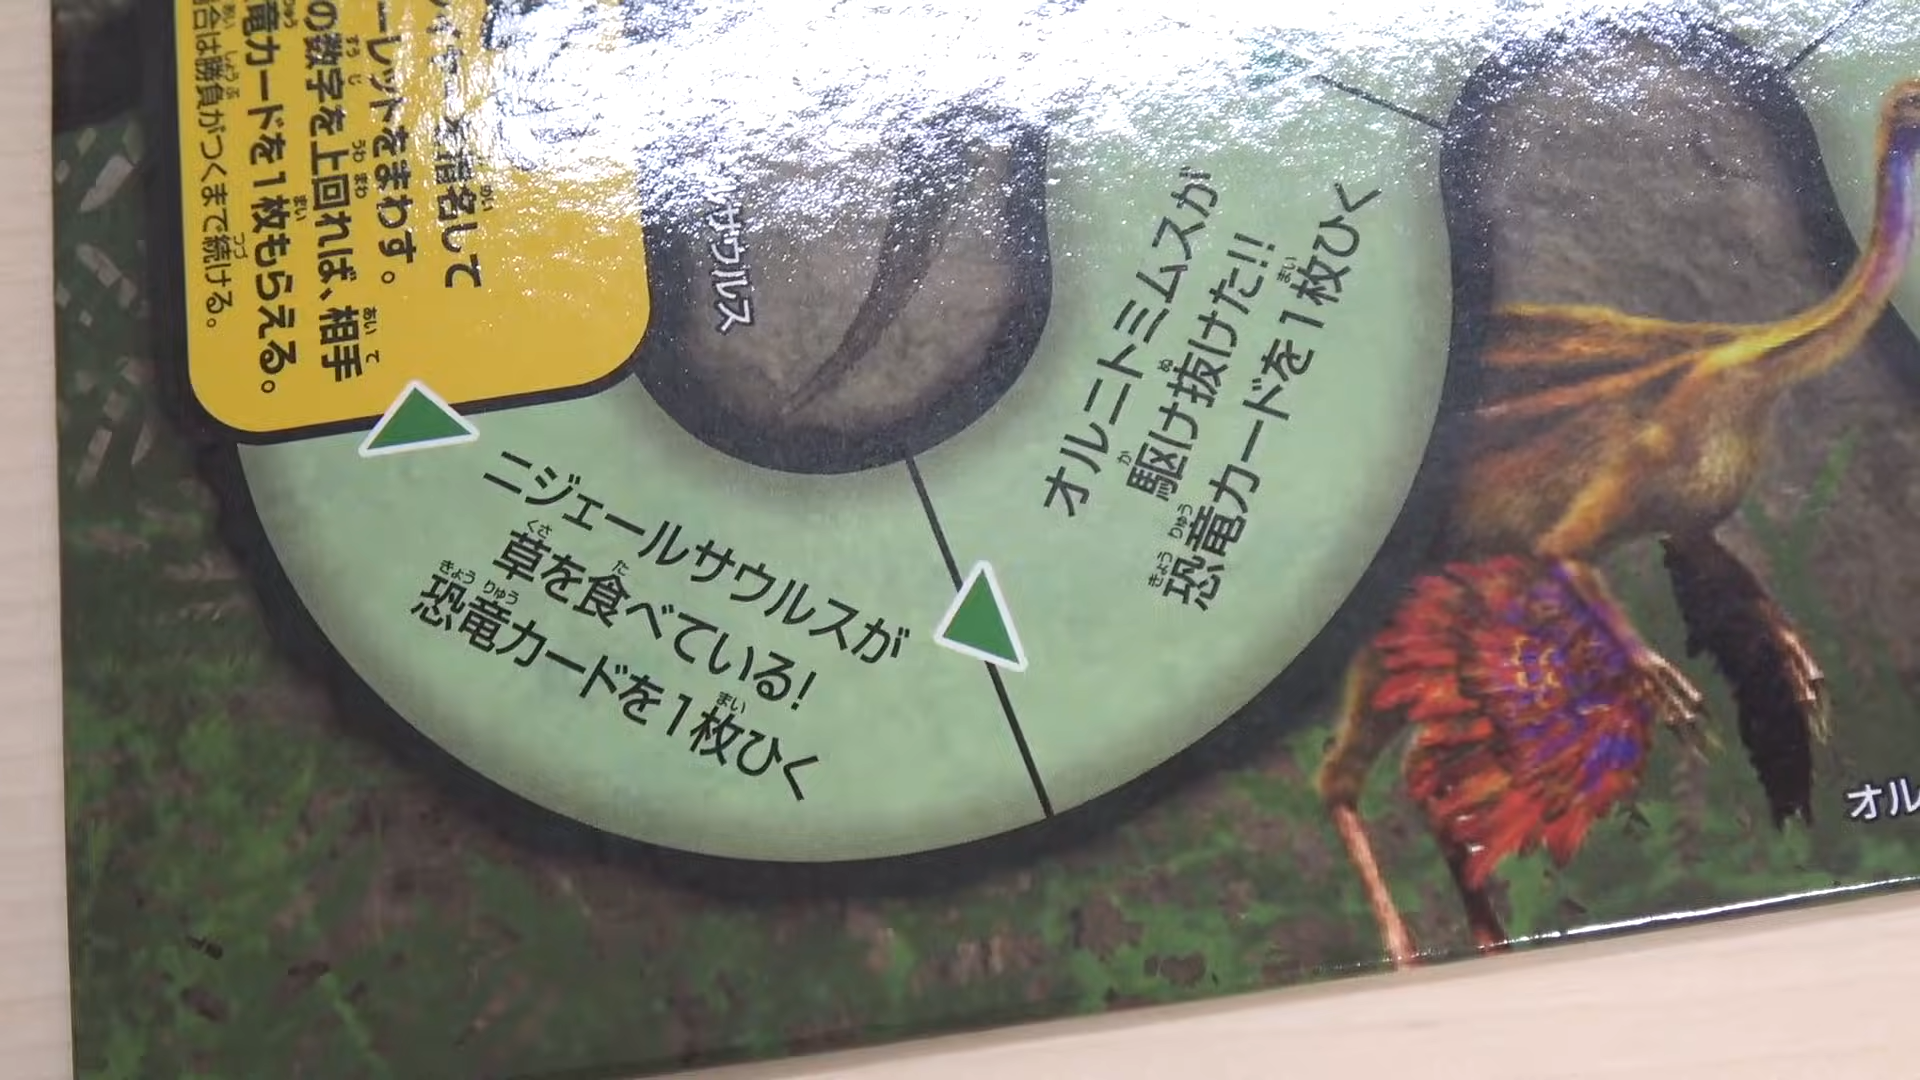 指名して
ーレットをまわす。
の数字を上回れば、相手
竜カードを1枚もらえる。
合は勝負がつくまで続ける。
サウルス
ニジェールサウルスが
草を食べている!
恐竜カードを1枚ひく
オルニトミムスが
駆け抜けた!!
恐竜カードを1枚ひく
オル